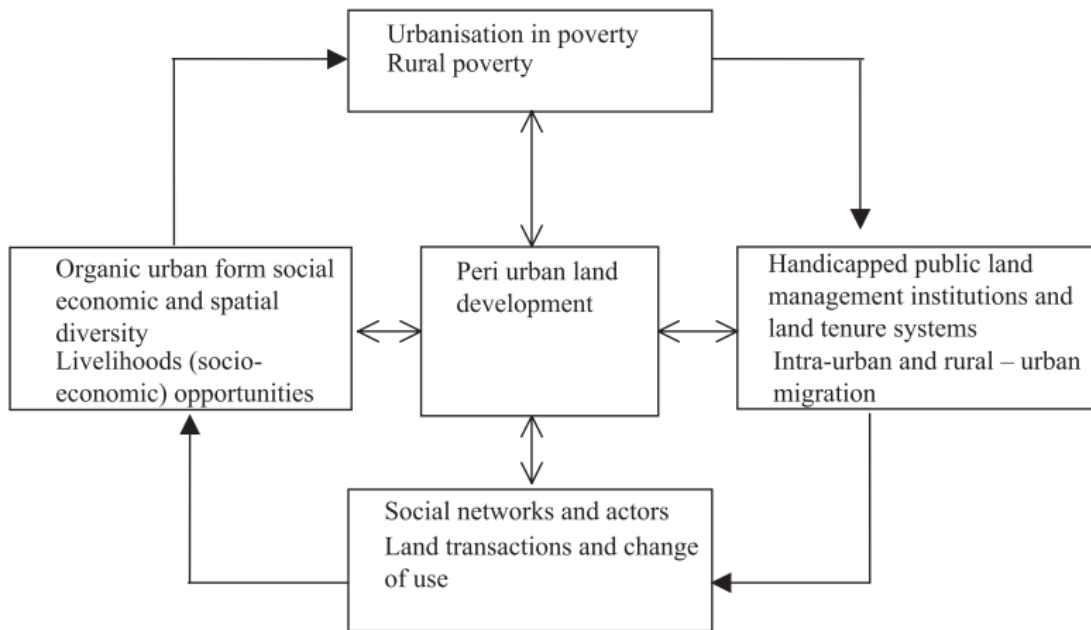 Urbanisation in poverty
Rural poverty
Organic urban form social
economic and spatial
diversity
Livelihoods (socio-
economic) opportunities
Peri urban land
development
Handicapped public land
management institutions and
land tenure systems
Intra-urban and rural – urban
migration
Social networks and actors
Land transactions and change
of use